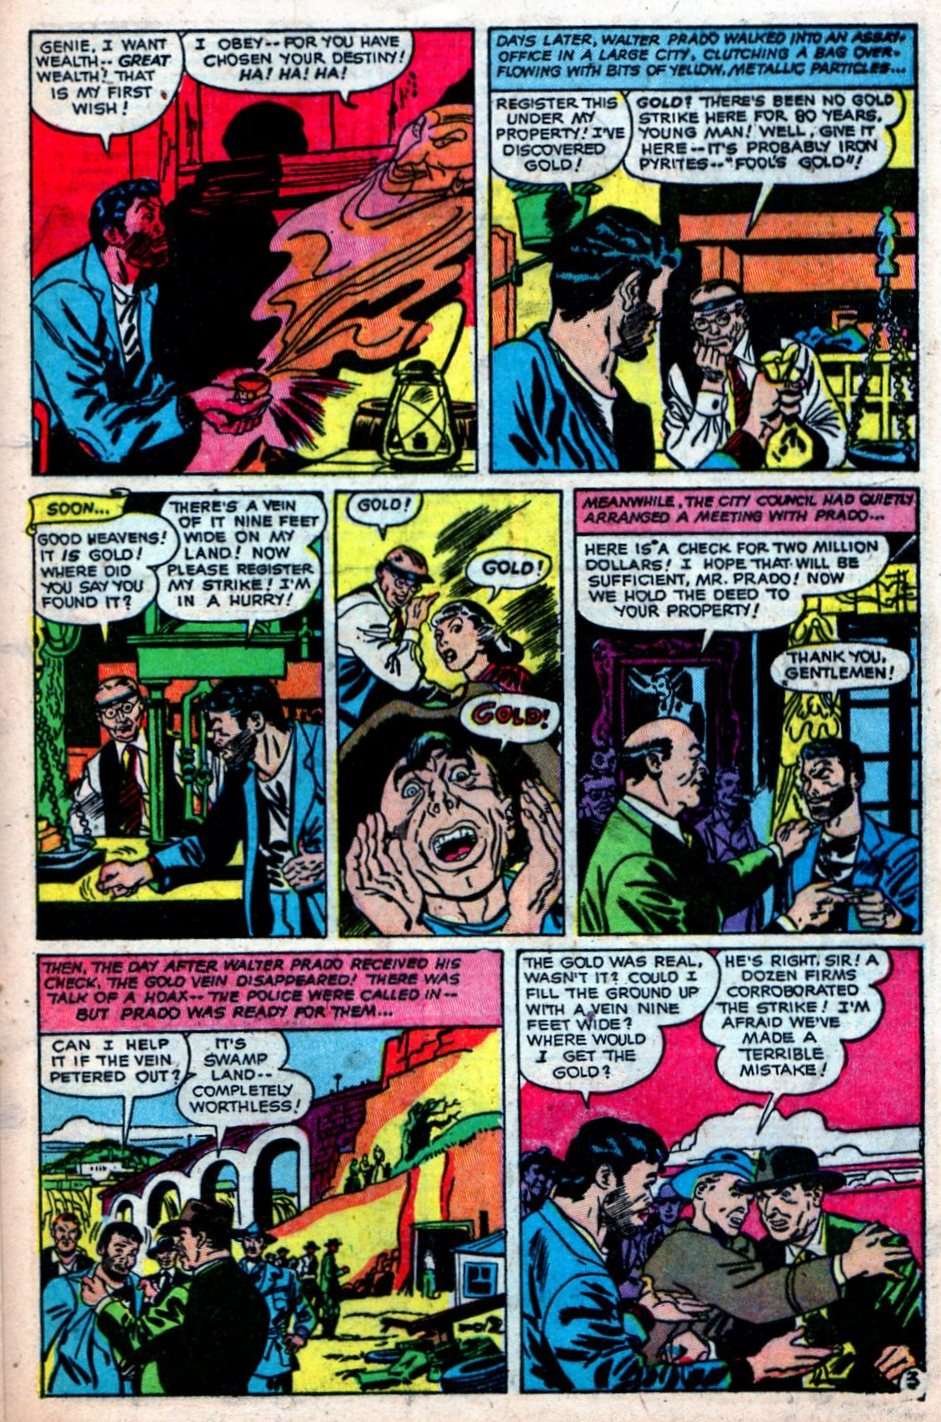 GENIE, I WANT
WEALTH-- GREAT
WEALTH! THAT
IS MY FIRST
WISH!
I OBEY-- FOR YOU HAVE
CHOSEN YOUR DESTINY!
HA! HA! HA!
DAYS LATER, WALTER PRADO WALKED INTO AN ASSAY-
OFFICE IN A LARGE CITY, CLUTCHING A BAG OVER-
FLOWING WITH BITS OF YELLOW, METALLIC PARTICLES...
REGISTER THIS
UNDER MY
PROPERTY! I'VE
DISCOVERED
GOLD!
GOLD? THERE'S BEEN NO GOLD
STRIKE HERE FOR 80 YEARS,
YOUNG MAN! WELL, GIVE IT
HERE-- IT'S PROBABLY IRON
PYRITES-- "FOOL'S GOLD"!
SOON...
GOOD HEAVENS!
IT IS GOLD!
WHERE DID
YOU SAY YOU
FOUND IT?
THERE'S A VEIN
OF IT NINE FEET
WIDE ON MY
LAND! NOW
PLEASE REGISTER
MY STRIKE! I'M
IN A HURRY!
GOLD!
GOLD!
GOLD!
MEANWHILE, THE CITY COUNCIL HAD QUIETLY
ARRANGED A MEETING WITH PRADO...
HERE IS A CHECK FOR TWO MILLION
DOLLARS! I HOPE THAT WILL BE
SUFFICIENT, MR. PRADO! NOW
WE HOLD THE DEED TO
YOUR PROPERTY!
THANK YOU,
GENTLEMEN!
THEN, THE DAY AFTER WALTER PRADO RECEIVED HIS
CHECK, THE GOLD VEIN DISAPPEARED! THERE WAS
TALK OF A HOAX-- THE POLICE WERE CALLED IN--
BUT PRADO WAS READY FOR THEM...
CAN I HELP
IT IF THE VEIN
PETERED OUT?
IT'S
SWAMP
LAND--
COMPLETELY
WORTHLESS!
THE GOLD WAS REAL,
WASN'T IT? COULD I
FILL THE GROUND UP
WITH A VEIN NINE
FEET WIDE?
WHERE WOULD
I GET THE
GOLD?
HE'S RIGHT, SIR! A
DOZEN FIRMS
CORROBORATED
THE STRIKE! I'M
AFRAID WE'VE
MADE A
TERRIBLE
MISTAKE!
3